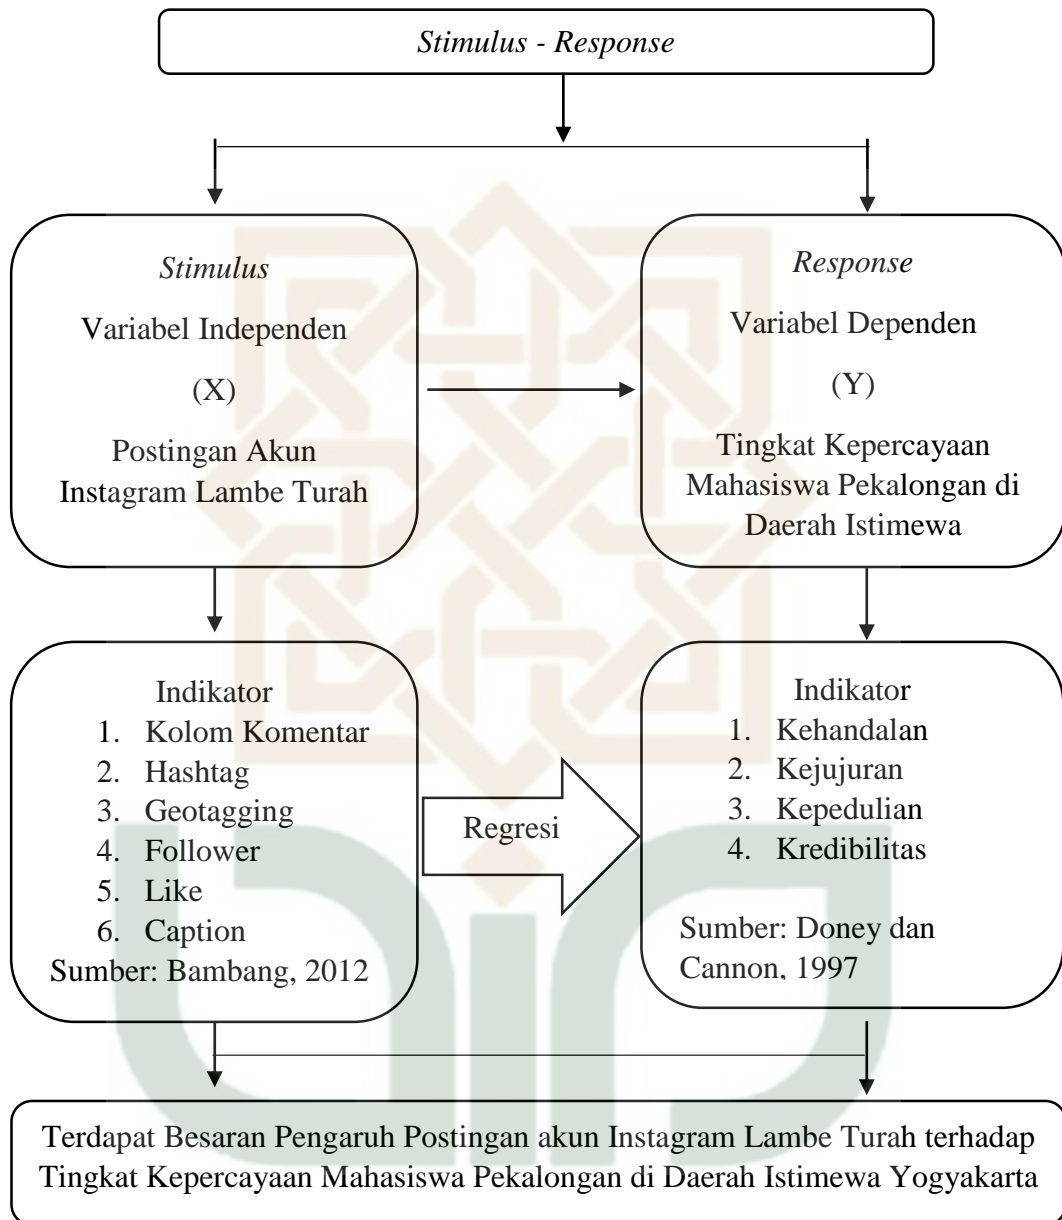 Stimulus - Response
Stimulus
Variabel Independen
(X)
Postingan Akun
Instagram Lambe Turah
Response
Variabel Dependen
(Y)
Tingkat Kepercayaan
Mahasiswa Pekalongan di
Daerah Istimewa
Indikator
1. Kolom Komentar
2. Hashtag
3. Geotagging
4. Follower
5. Like
6. Caption
Sumber: Bambang, 2012
Regresi
Indikator
1. Kehandalan
2. Kejujuran
3. Kepedulian
4. Kredibilitas
Sumber: Doney dan
Cannon, 1997
Terdapat Besaran Pengaruh Postingan akun Instagram Lambe Turah terhadap
Tingkat Kepercayaan Mahasiswa Pekalongan di Daerah Istimewa Yogyakarta